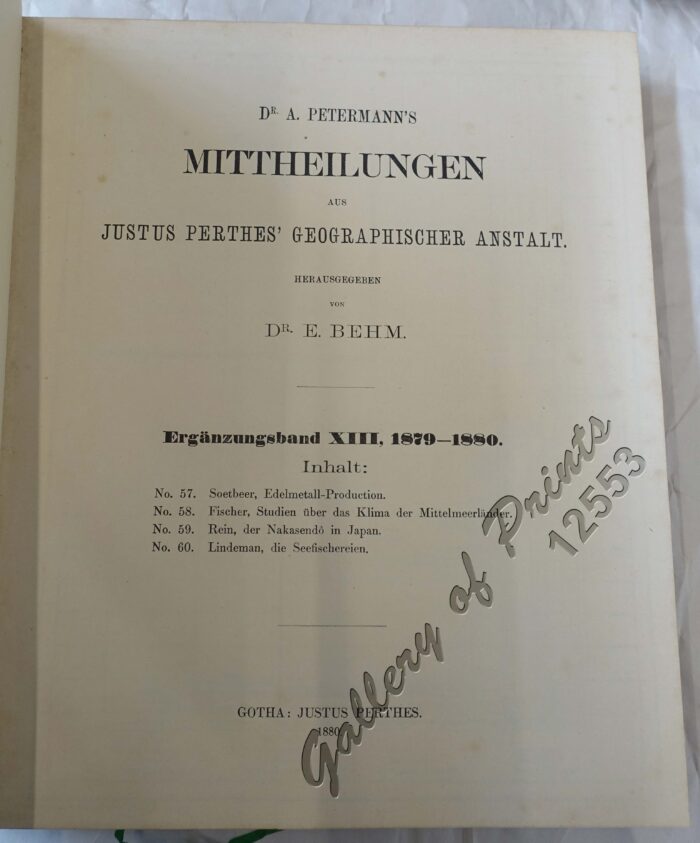 DR. A. PETERMANN'S
MITTHEILUNGEN
AUS
JUSTUS PERTHES' GEOGRAPHISCHER ANSTALT.
HERAUSGEGEBEN
VON
DR. E. BEHM.
Ergänzungsband XIII, 1879—1880.
Inhalt:
No. 57. Soetbeer, Edelmetall-Production.
No. 58. Fischer, Studien über das Klima der Mittelmeerländer.
No. 59. Rein, der Nakasendō in Japan.
No. 60. Lindeman, die Seefischereien.
GOTHA: JUSTUS PERTHES.
1880
Gallery of Prints
12553